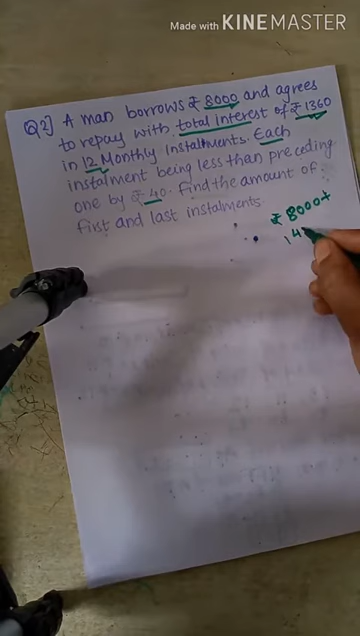 Made with KINEMASTER
Q2] A man borrows ₹ 8000 and agrees
to repay with total interest of ₹ 1360
in 12 Monthly Instalments. Each
instalment being less than preceding
one by ₹ 40. Find the amount of
first and last instalments
₹ 8000+
14